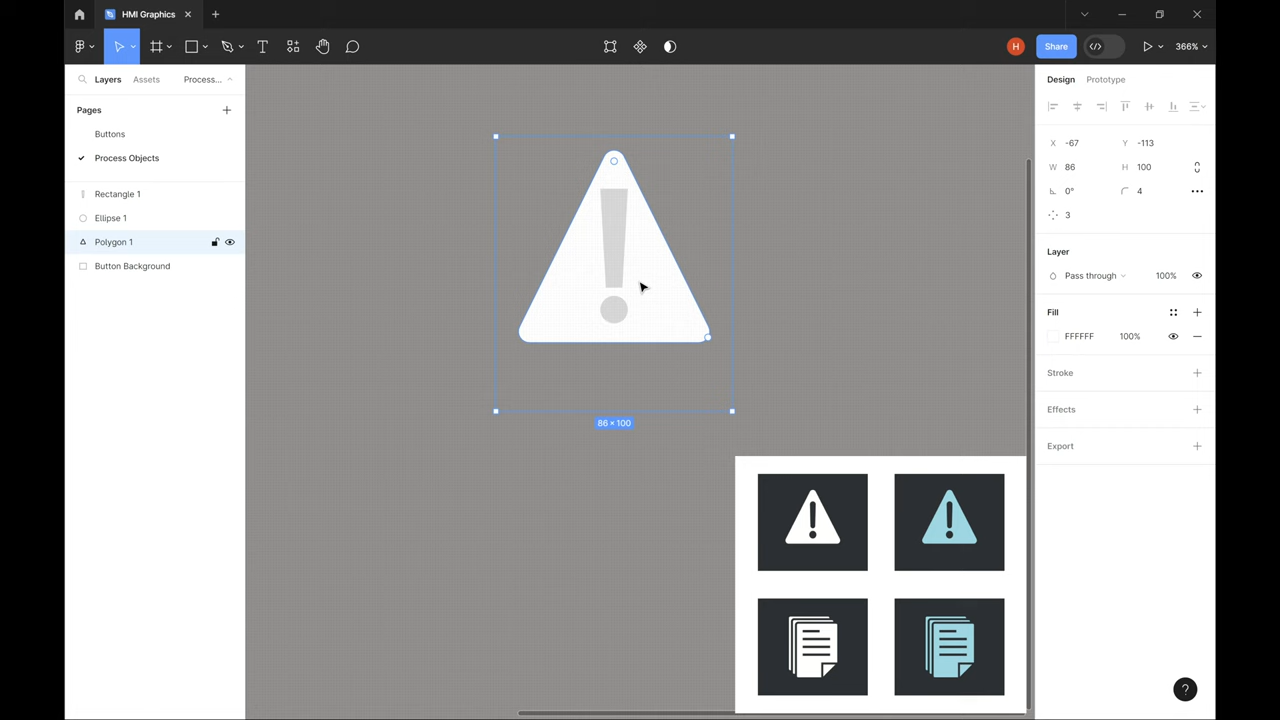 HMI Graphics
H
Share
366%
Layers
Assets
Process...
Pages
Buttons
Process Objects
Rectangle 1
Ellipse 1
Polygon 1
Button Background
86 × 100
Design
Prototype
X -67 Y -113
W 86 H 100
0° 4
3
Layer
Pass through 100%
Fill
FFFFFF 100%
Stroke
Effects
Export
?